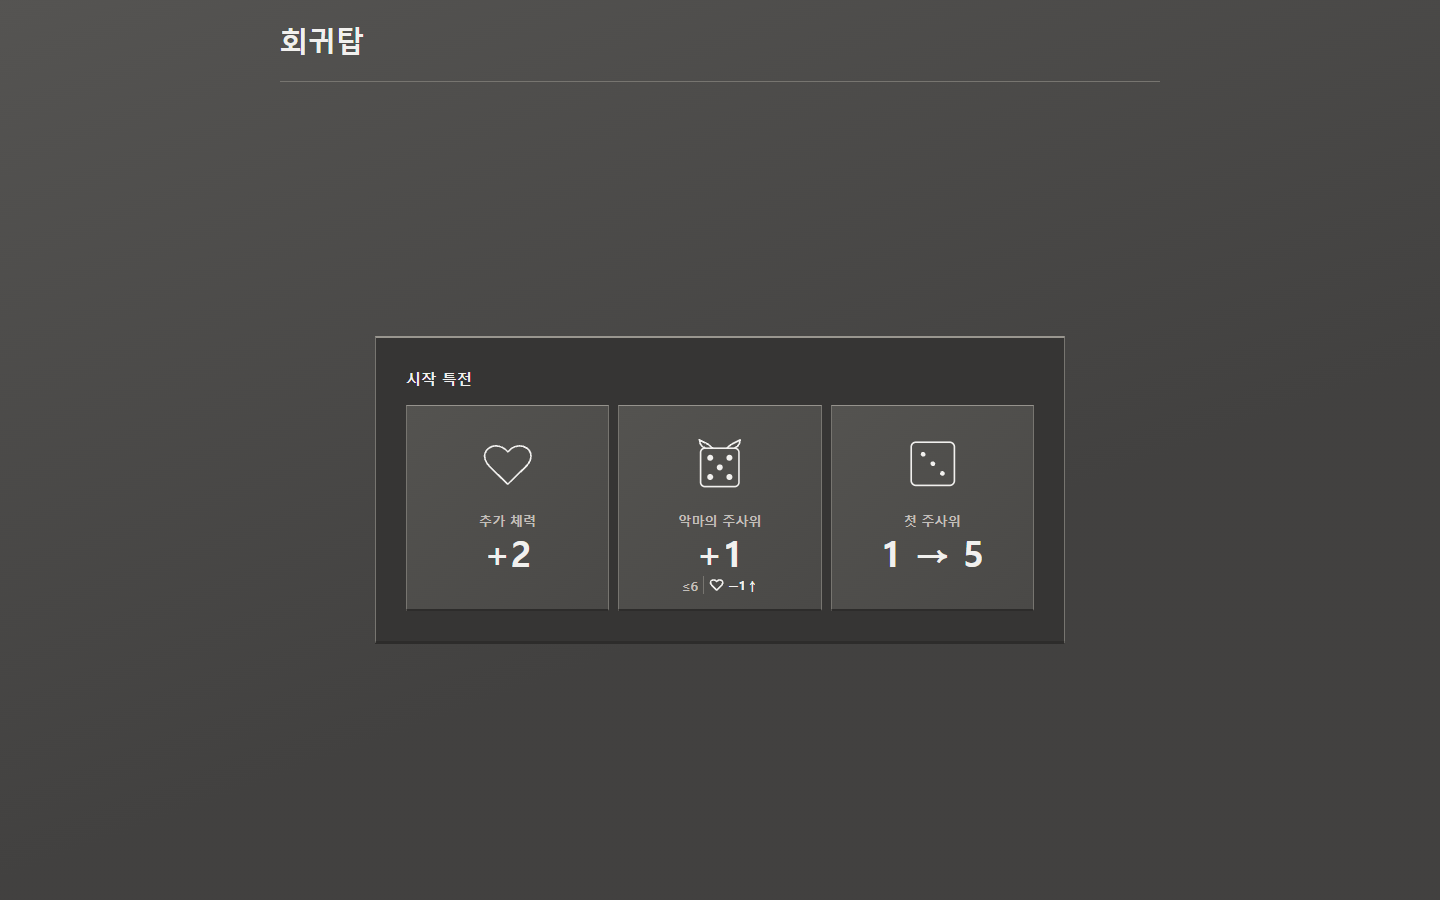 회귀탑
시작 특전
추가 체력
+2
악마의 주사위
+1
≤6 −1 ↑
첫 주사위
1 → 5